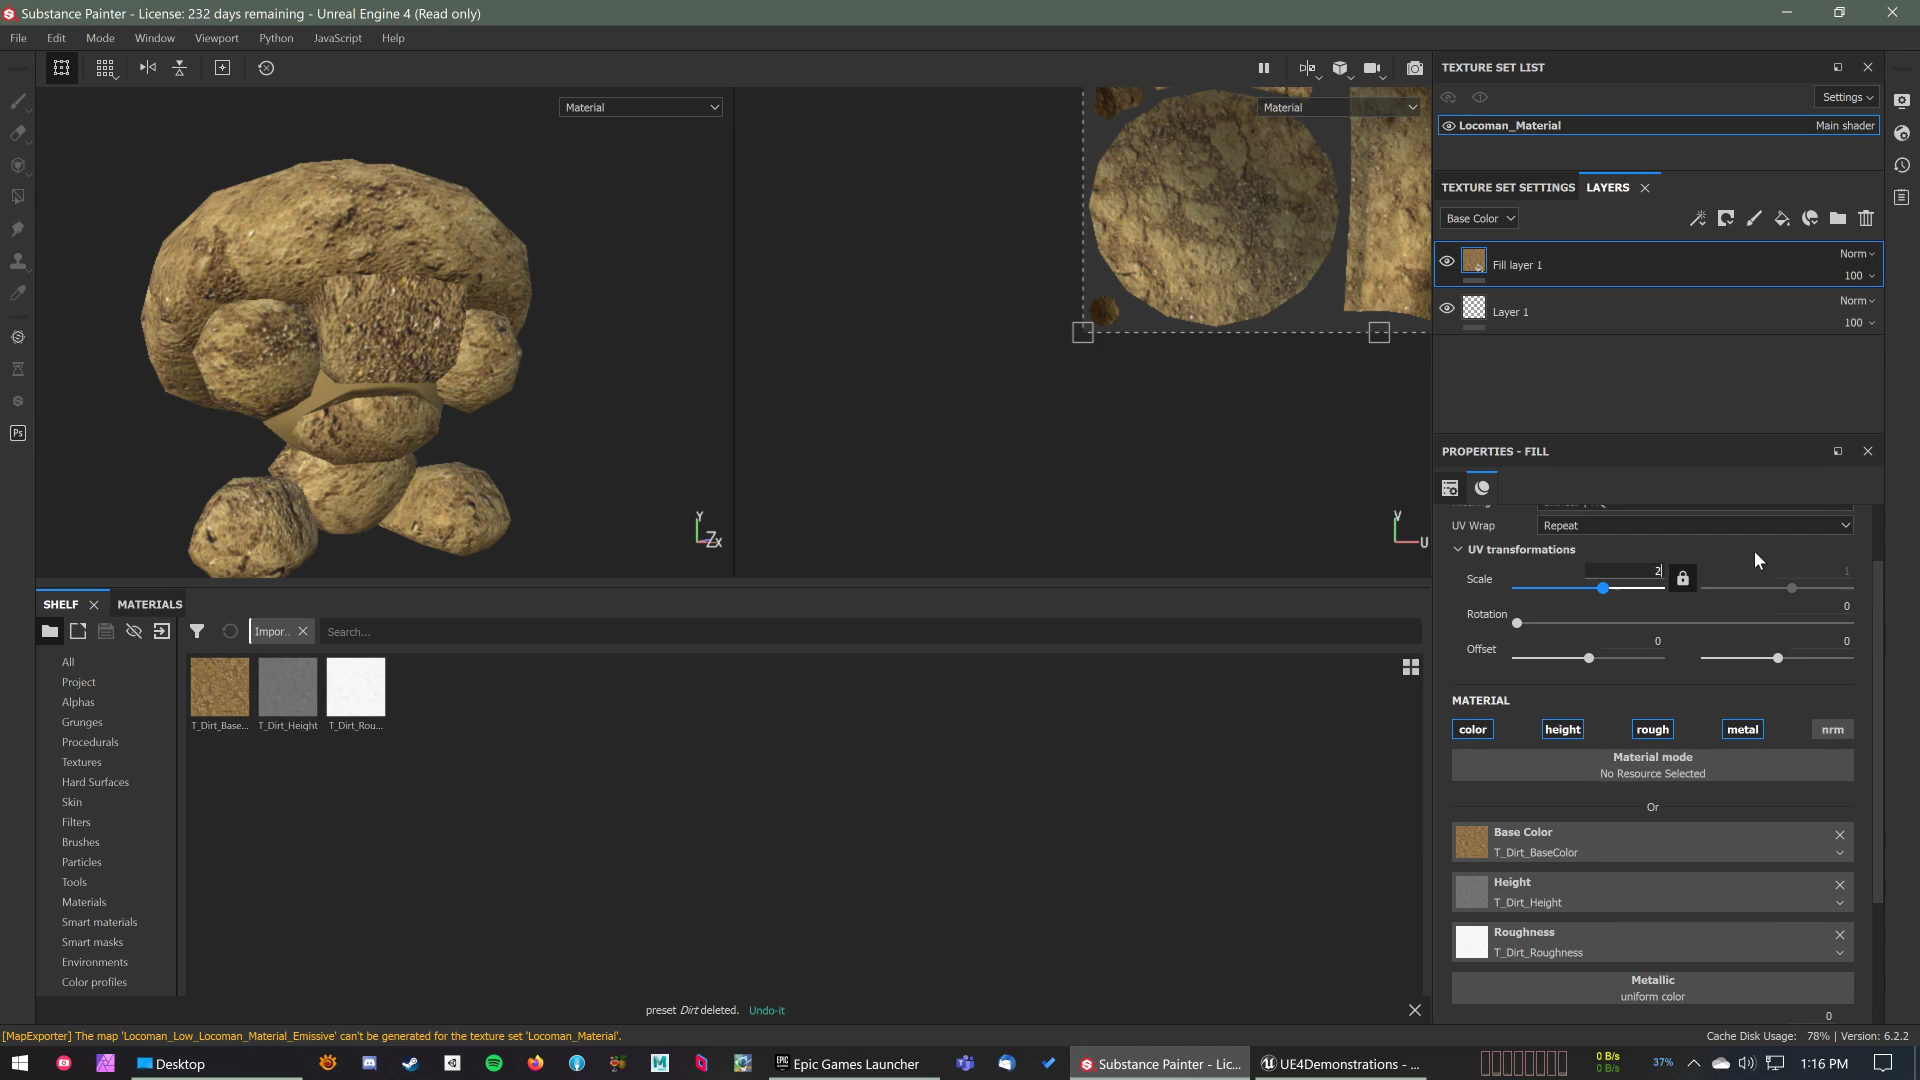 Substance Painter - License: 232 days remaining - Unreal Engine 4 (Read only)
File Edit Mode Window Viewport Python JavaScript Help
TEXTURE SET LIST
Material
Material
Settings
Locoman_Material Main shader
TEXTURE SET SETTINGS LAYERS
Base Color
Fill layer 1 Norm
100
Layer 1 Norm
100
PROPERTIES - FILL
UV Wrap Repeat
UV transformations
Scale 2 1
Rotation 0
Offset 0 0
MATERIAL
color height rough metal nrm
Material mode
No Resource Selected
Or
Base Color
T_Dirt_BaseColor
Height
T_Dirt_Height
Roughness
T_Dirt_Roughness
Metallic
uniform color
0
Y
Z X
V
U
SHELF MATERIALS
Impor.. Search...
All
Project
Alphas
Grunges
Procedurals
Textures
Hard Surfaces
Skin
Filters
Brushes
Particles
Tools
Materials
Smart materials
Smart masks
Environments
Color profiles
T_Dirt_Base... T_Dirt_Height T_Dirt_Rou...
preset Dirt deleted. Undo-it
[MapExporter] The map 'Locoman_Low_Locoman_Material_Emissive' can't be generated for the texture set 'Locoman_Material'.
Cache Disk Usage: 78% | Version: 6.2.2
Desktop
Epic Games Launcher
Substance Painter - Lic...
UE4Demonstrations - ...
0 B/s
0 B/s
37%
1:16 PM
Ps